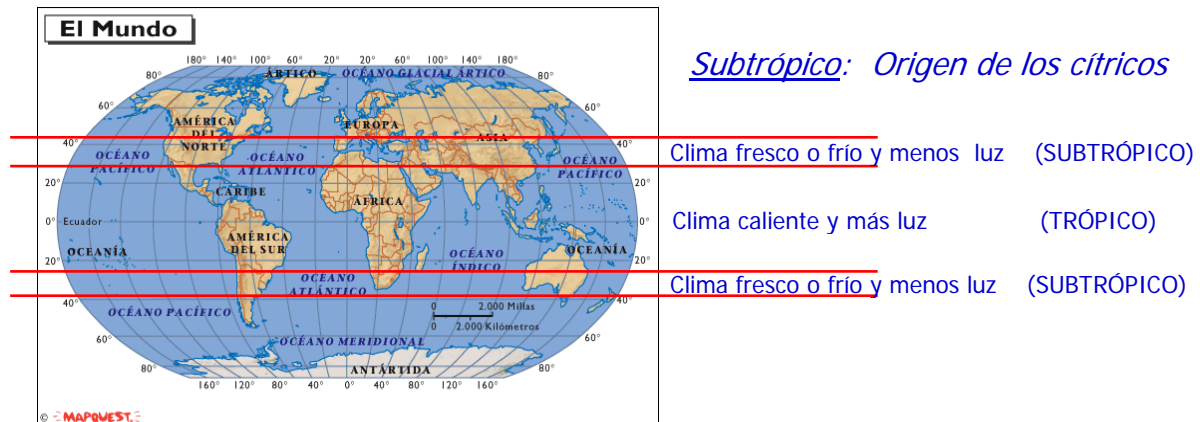 El Mundo
Subtrópico: Origen de los cítricos
180° 140° 100° 60° 20° 20° 60° 100° 140° 180°
80° ÁRTICO OCÉANO GLACIAL ÁRTICO 80°
60° 60°
AMÉRICA
DEL
NORTE
EUROPA
ASIA
40° 40°
OCÉANO
PACÍFICO
OCÉANO
ATLÁNTICO
OCÉANO
PACÍFICO
Clima fresco o frío y menos luz (SUBTRÓPICO)
20° 20°
CARIBE
ÁFRICA
0° Ecuador 0°
Clima caliente y más luz (TRÓPICO)
AMÉRICA
DEL SUR
OCEANÍA
OCÉANO
ÍNDICO
OCEANÍA
20° 20°
OCÉANO
ATLÁNTICO
Clima fresco o frío y menos luz (SUBTRÓPICO)
40° 40°
OCÉANO PACÍFICO
0 2.000 Millas
0 2.000 Kilómetros
60° 60°
OCÉANO MERIDIONAL
80° ANTÁRTIDA 80°
160° 120° 80° 40° 0° 40° 80° 120° 160°
© MAPQUEST